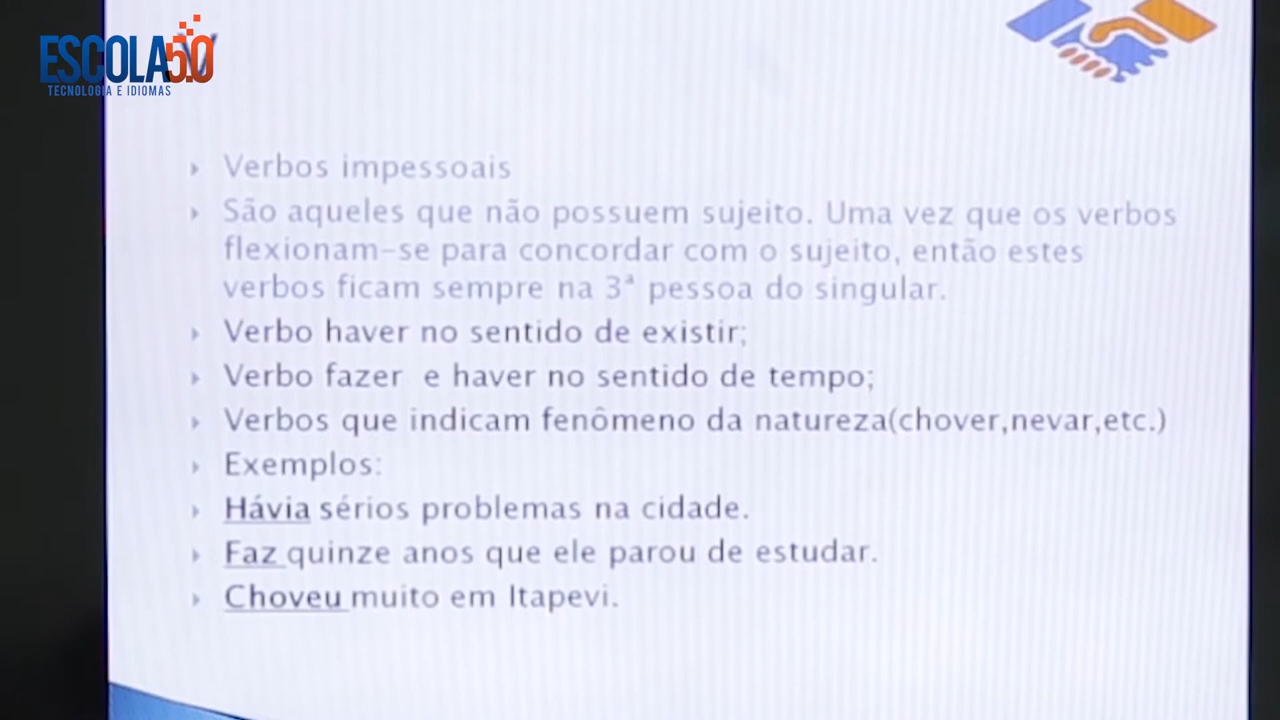 ESCOLA 5.0
TECNOLOGIA E IDIOMAS
Verbos impessoais
São aqueles que não possuem sujeito. Uma vez que os verbos
flexionam-se para concordar com o sujeito, então estes
verbos ficam sempre na 3ª pessoa do singular.
Verbo haver no sentido de existir;
Verbo fazer e haver no sentido de tempo;
Verbos que indicam fenômeno da natureza(chover,nevar,etc.)
Exemplos:
Hávia sérios problemas na cidade.
Faz quinze anos que ele parou de estudar.
Choveu muito em Itapevi.